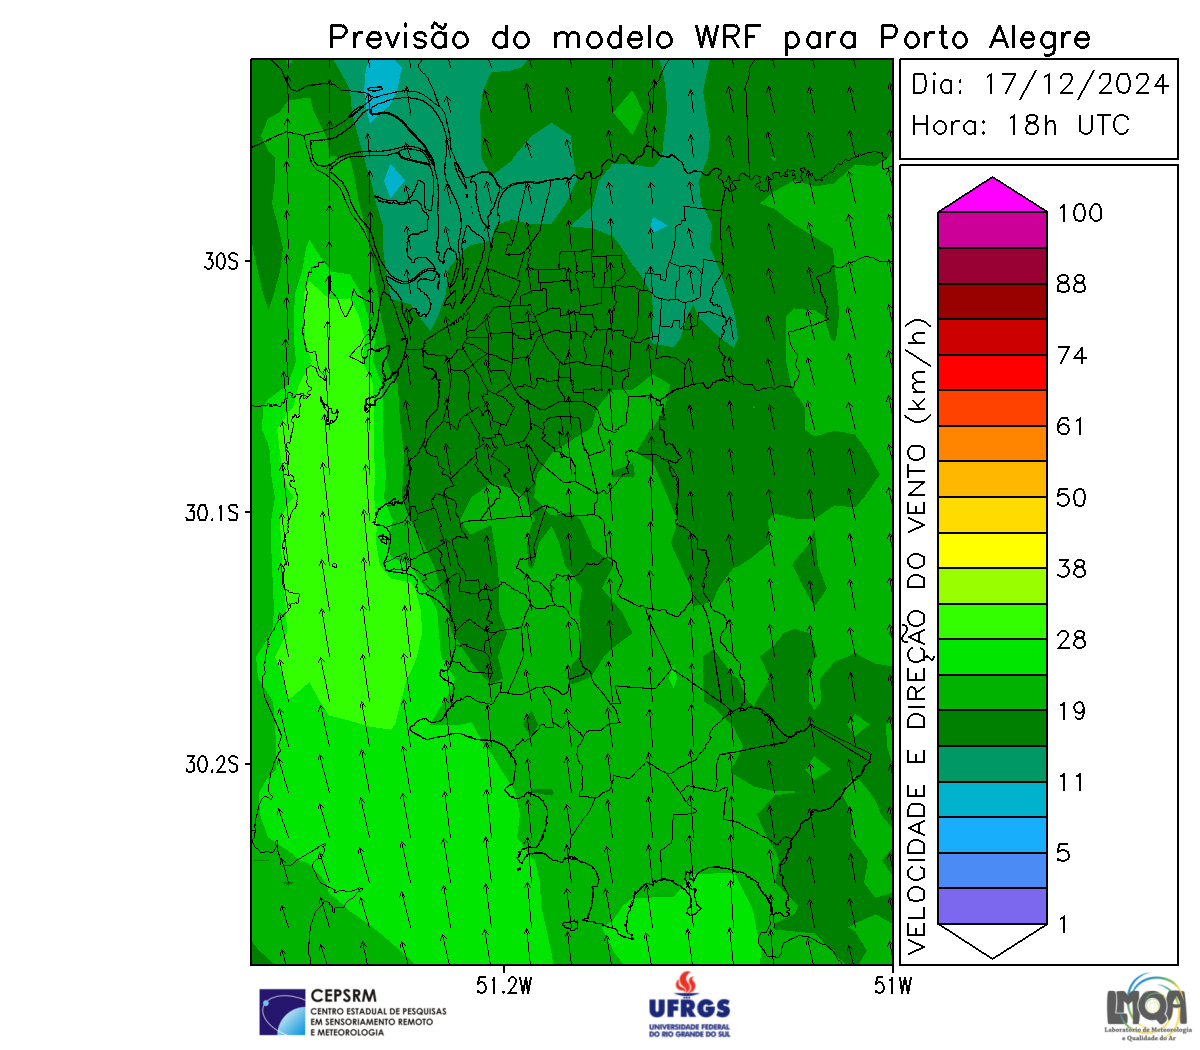 Previsão do modelo WRF para Porto Alegre
Dia: 17/12/2024
Hora: 18h UTC
30S
30.1S
30.2S
51.2W
51W
VELOCIDADE E DIREÇÃO DO VENTO (km/h)
100
88
74
61
50
38
28
19
11
5
1
CEPSRM
CENTRO ESTADUAL DE PESQUISAS
EM SENSORIAMENTO REMOTO
E METEOROLOGIA
UFRGS
UNIVERSIDADE FEDERAL
DO RIO GRANDE DO SUL
LMQA
Laboratório de Meteorologia
e Qualidade do Ar